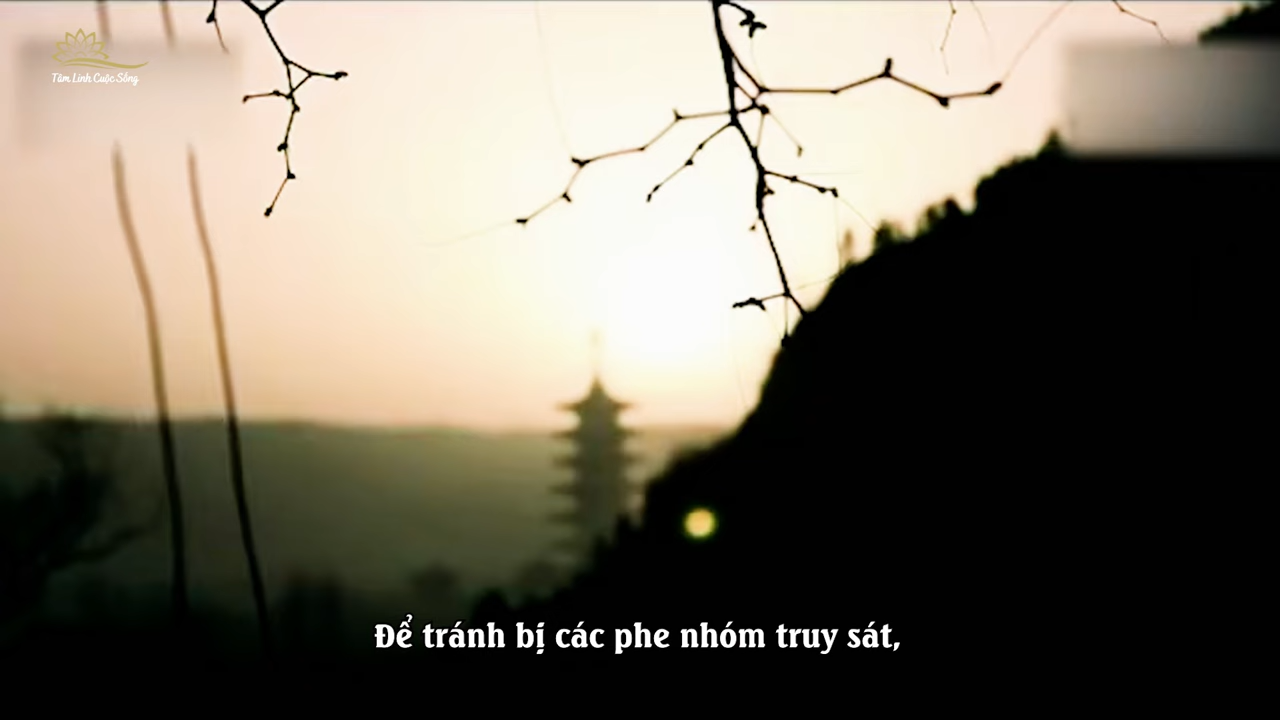 Tâm Linh Cuộc Sống
Để tránh bị các phe nhóm truy sát,